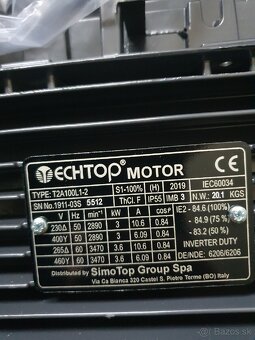 TECHTOP® MOTOR CE
TYPE: T2A100L1-2 S1-100% (H) 2019 IEC60034
SN No.1911-03S 5512 ThCl. F IP55 IMB 3 N.W.: 20.1 KGS
V Hz min⁻¹ kW A Cosφ IE2 - 84.6 (100 %)
230Δ 50 2890 3 10.6 0.84 - 84.9 (75 %)
400Y 50 2890 3 6.09 0.84 - 83.2 (50 %)
265Δ 60 3450 3.6 10.6 0.84 INVERTER DUTY
460Y 60 3470 3.6 6.09 0.84 DE/NDE: 6206/6206
Distributed by SimoTop Group Spa
Via Ca Bianca 320 Castel S. Pietro Terme (BO) Italy
bazos.sk